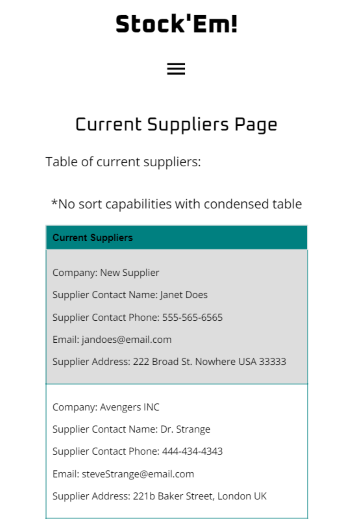 Stock'Em!
Current Suppliers Page
Table of current suppliers:
*No sort capabilities with condensed table
Current Suppliers
Company: New Supplier
Supplier Contact Name: Janet Does
Supplier Contact Phone: 555-565-6565
Email: jandoes@email.com
Supplier Address: 222 Broad St. Nowhere USA 33333
Company: Avengers INC
Supplier Contact Name: Dr. Strange
Supplier Contact Phone: 444-434-4343
Email: steveStrange@email.com
Supplier Address: 221b Baker Street, London UK